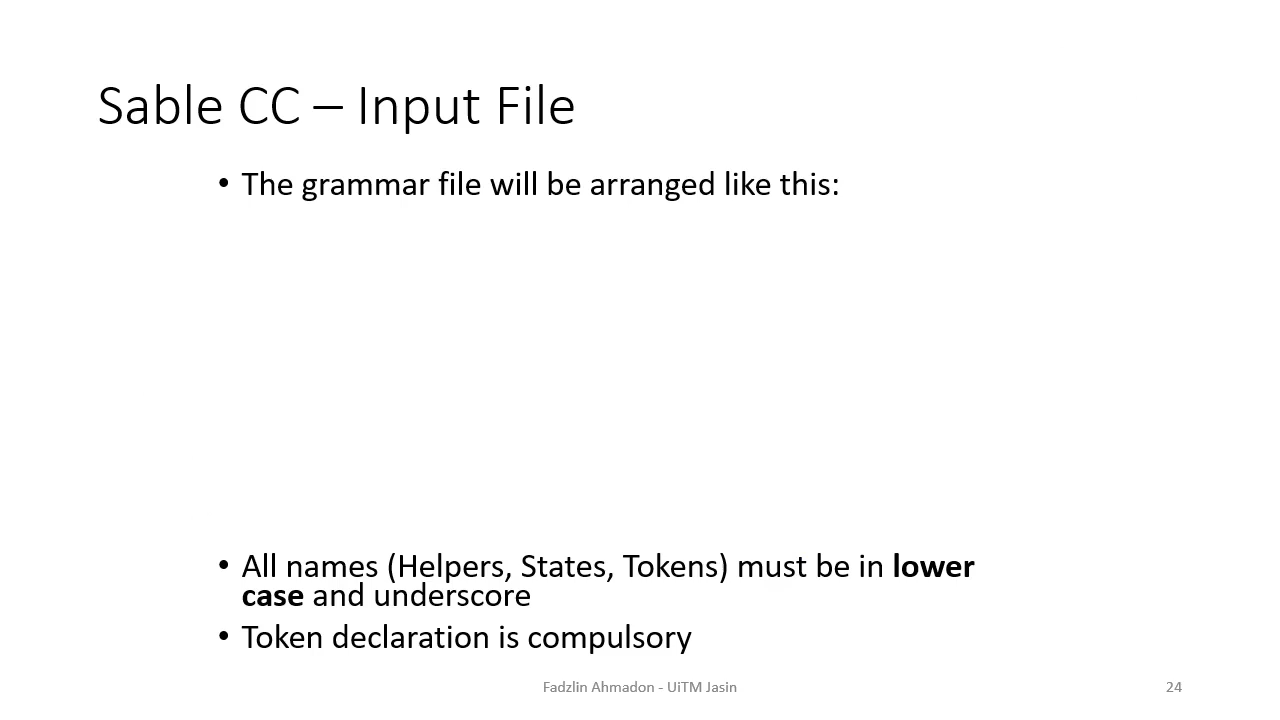 Sable CC – Input File
• The grammar file will be arranged like this:
• All names (Helpers, States, Tokens) must be in lower
case and underscore
• Token declaration is compulsory
Fadzlin Ahmadon - UiTM Jasin
24